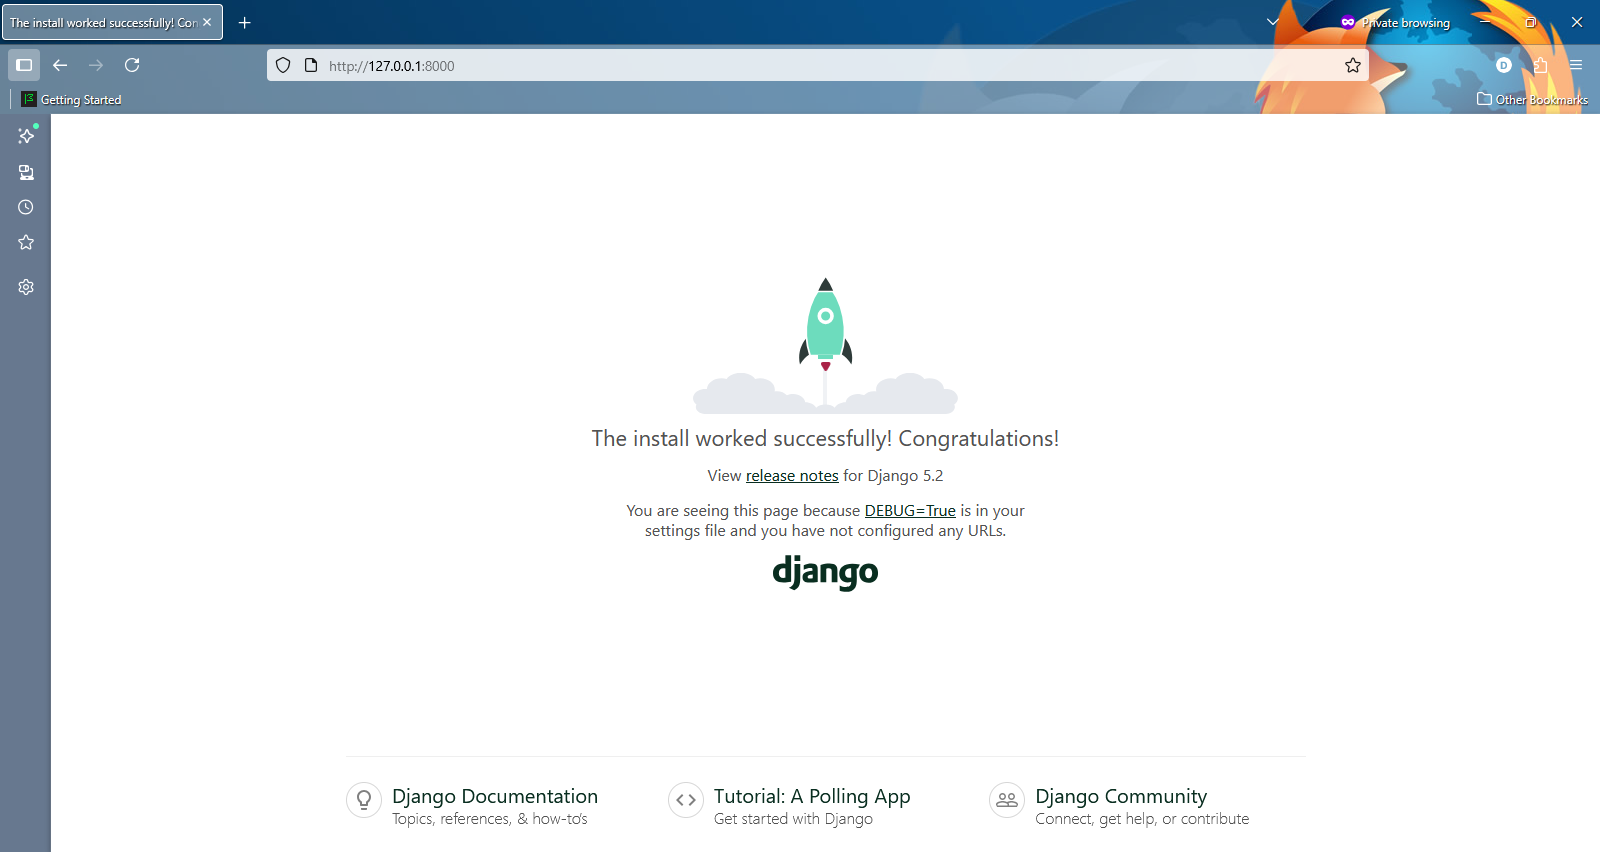 The install worked successfully! Con
Private browsing
http://127.0.0.1:8000
D
Getting Started
Other Bookmarks
The install worked successfully! Congratulations!
View release notes for Django 5.2
You are seeing this page because DEBUG=True is in your
settings file and you have not configured any URLs.
django
Django Documentation
Topics, references, & how-to's
Tutorial: A Polling App
Get started with Django
Django Community
Connect, get help, or contribute